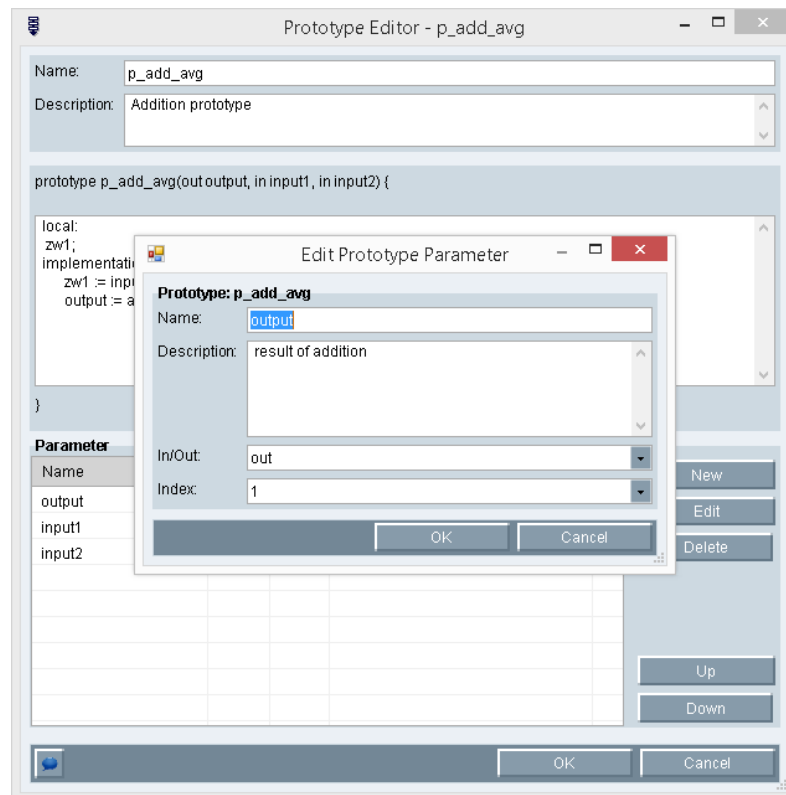 Prototype Editor - p_add_avg
Name: p_add_avg
Description: Addition prototype
prototype p_add_avg(out output, in input1, in input2) {
local:
zw1;
implementati
zw1 := inp
output := a
}
Edit Prototype Parameter
Prototype: p_add_avg
Name: output
Description: result of addition
In/Out: out
Index: 1
OK Cancel
Parameter
Name
output
input1
input2
New
Edit
Delete
Up
Down
OK Cancel